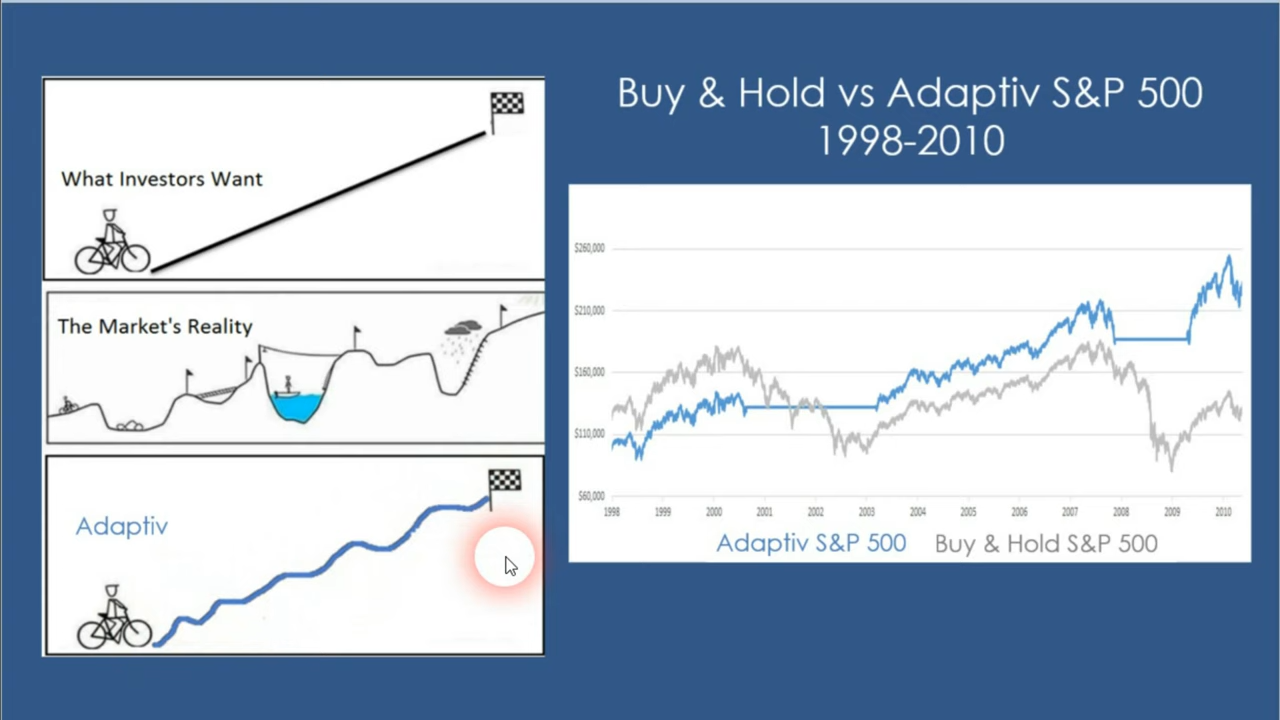 Buy & Hold vs Adaptiv S&P 500
1998-2010
What Investors Want
The Market's Reality
Adaptiv
$260,000
$210,000
$160,000
$110,000
$60,000
1998 1999 2000 2001 2002 2003 2004 2005 2006 2007 2008 2009 2010
Adaptiv S&P 500 Buy & Hold S&P 500